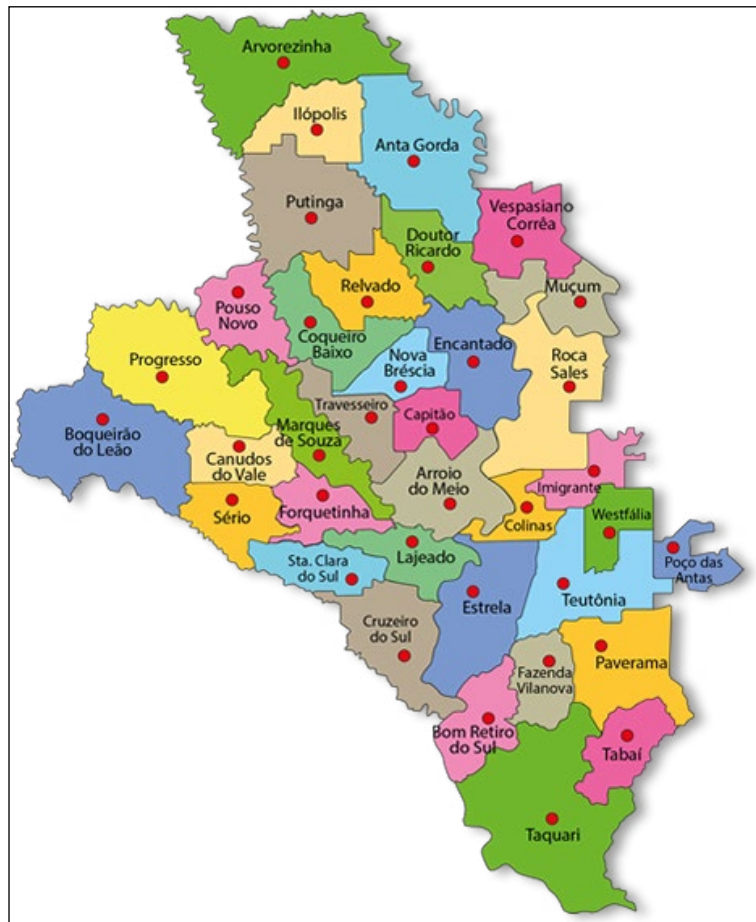 Arvorezinha
Ilópolis
Anta Gorda
Putinga
Vespasiano
Corrêa
Doutor
Ricardo
Relvado
Muçum
Pouso
Novo
Coqueiro
Baixo
Encantado
Nova
Bréscia
Roca
Sales
Progresso
Travesseiro
Capitão
Boqueirão
do Leão
Marques
de Souza
Canudos
do Vale
Arroio
do Meio
Imigrante
Sério
Forquetinha
Colinas
Westfália
Sta. Clara
do Sul
Lajeado
Poço das
Antas
Estrela
Teutônia
Cruzeiro
do Sul
Paverama
Fazenda
Vilanova
Bom Retiro
do Sul
Tabaí
Taquari